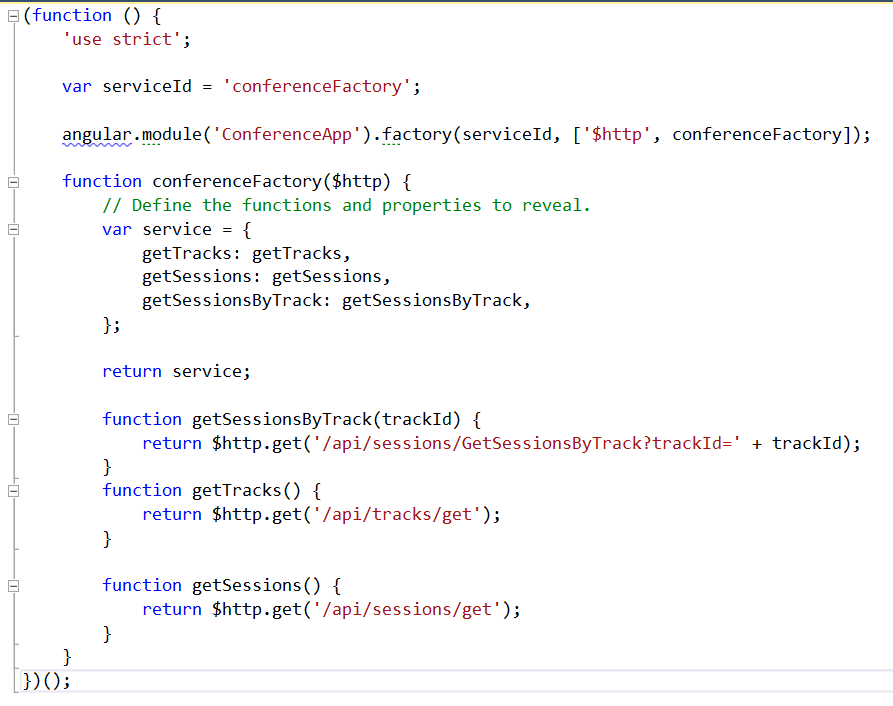 (function () {
    'use strict';

    var serviceId = 'conferenceFactory';

    angular.module('ConferenceApp').factory(serviceId, ['$http', conferenceFactory]);

    function conferenceFactory($http) {
        // Define the functions and properties to reveal.
        var service = {
            getTracks: getTracks,
            getSessions: getSessions,
            getSessionsByTrack: getSessionsByTrack,
        };

        return service;

        function getSessionsByTrack(trackId) {
            return $http.get('/api/sessions/GetSessionsByTrack?trackId=' + trackId);
        }
        function getTracks() {
            return $http.get('/api/tracks/get');
        }

        function getSessions() {
            return $http.get('/api/sessions/get');
        }
    }
})();